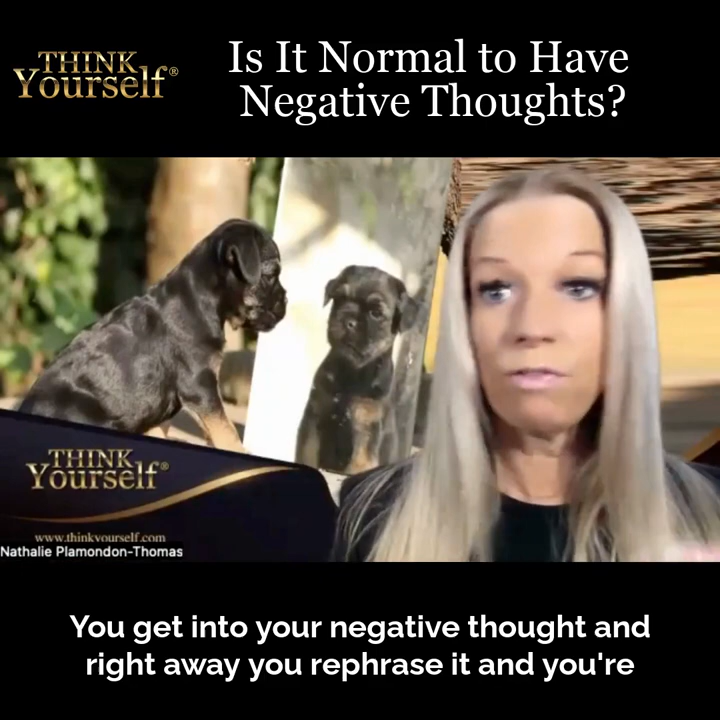 THINK
Yourself®
Is It Normal to Have
Negative Thoughts?
THINK
Yourself®
www.thinkyourself.com
Nathalie Plamondon-Thomas
You get into your negative thought and
right away you rephrase it and you're